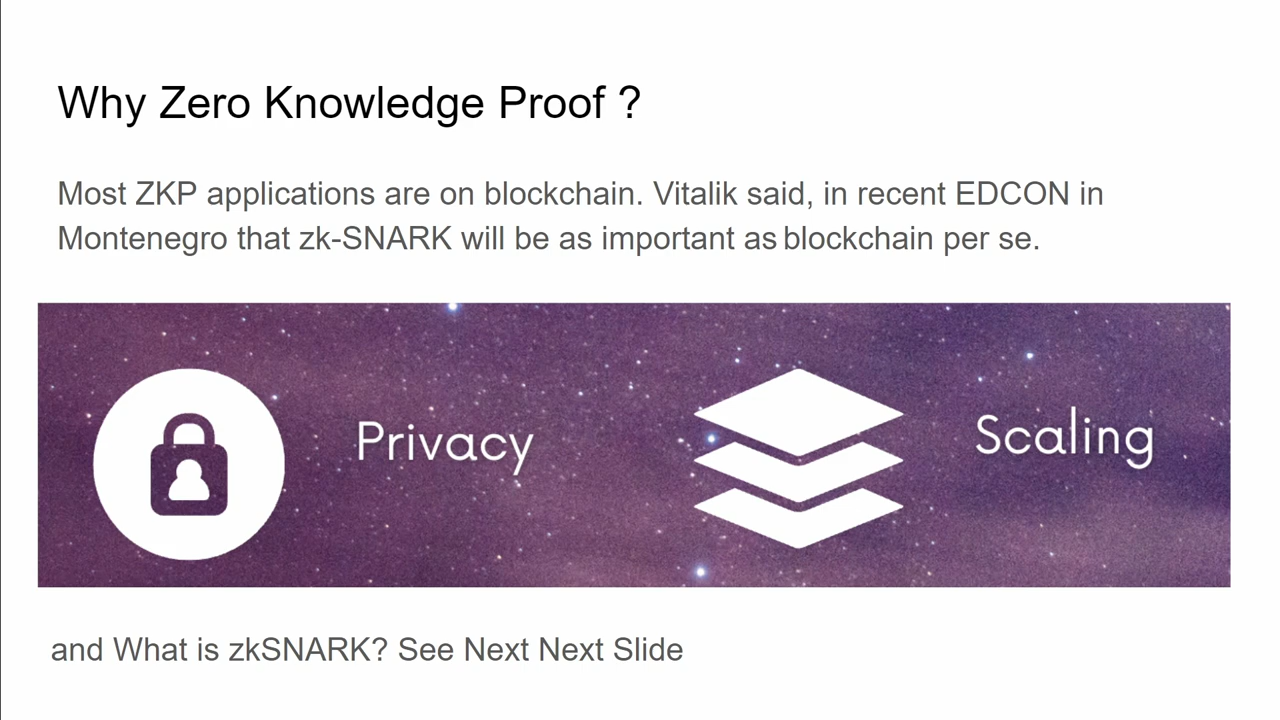 Why Zero Knowledge Proof ?
Most ZKP applications are on blockchain. Vitalik said, in recent EDCON in
Montenegro that zk-SNARK will be as important as blockchain per se.
Privacy
Scaling
and What is zkSNARK? See Next Next Slide